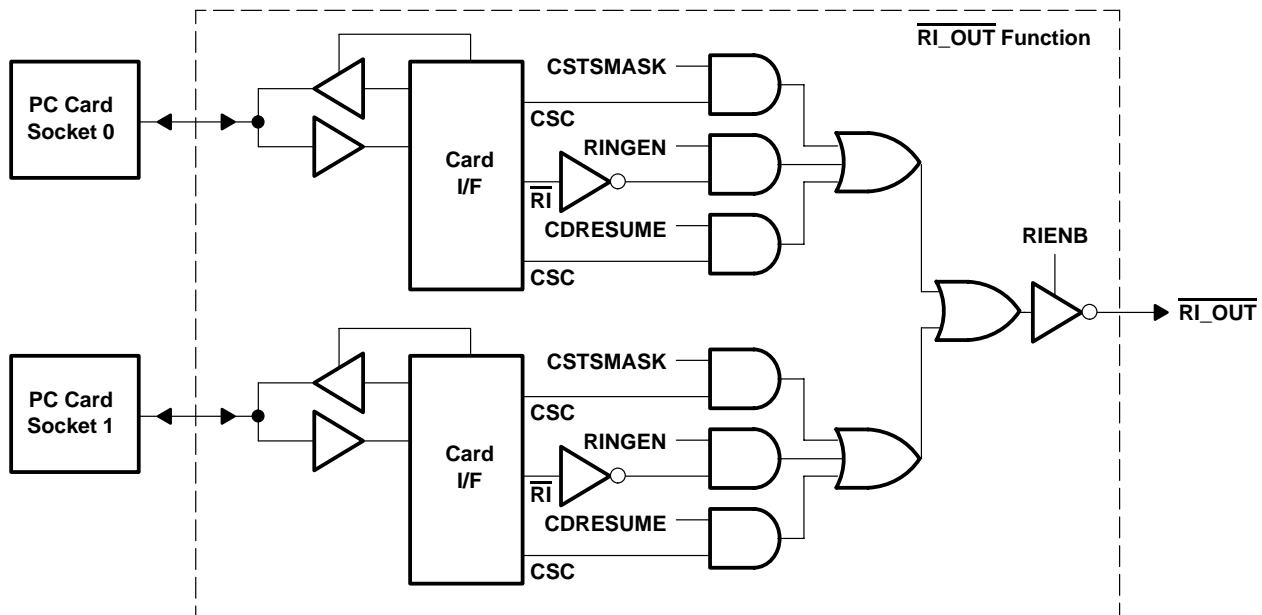 RI_OUT Function
PC Card
Socket 0
Card
I/F
CSTSMASK
CSC
RINGEN
RI
CDRESUME
CSC
RIENB
RI_OUT
PC Card
Socket 1
Card
I/F
CSTSMASK
CSC
RINGEN
RI
CDRESUME
CSC